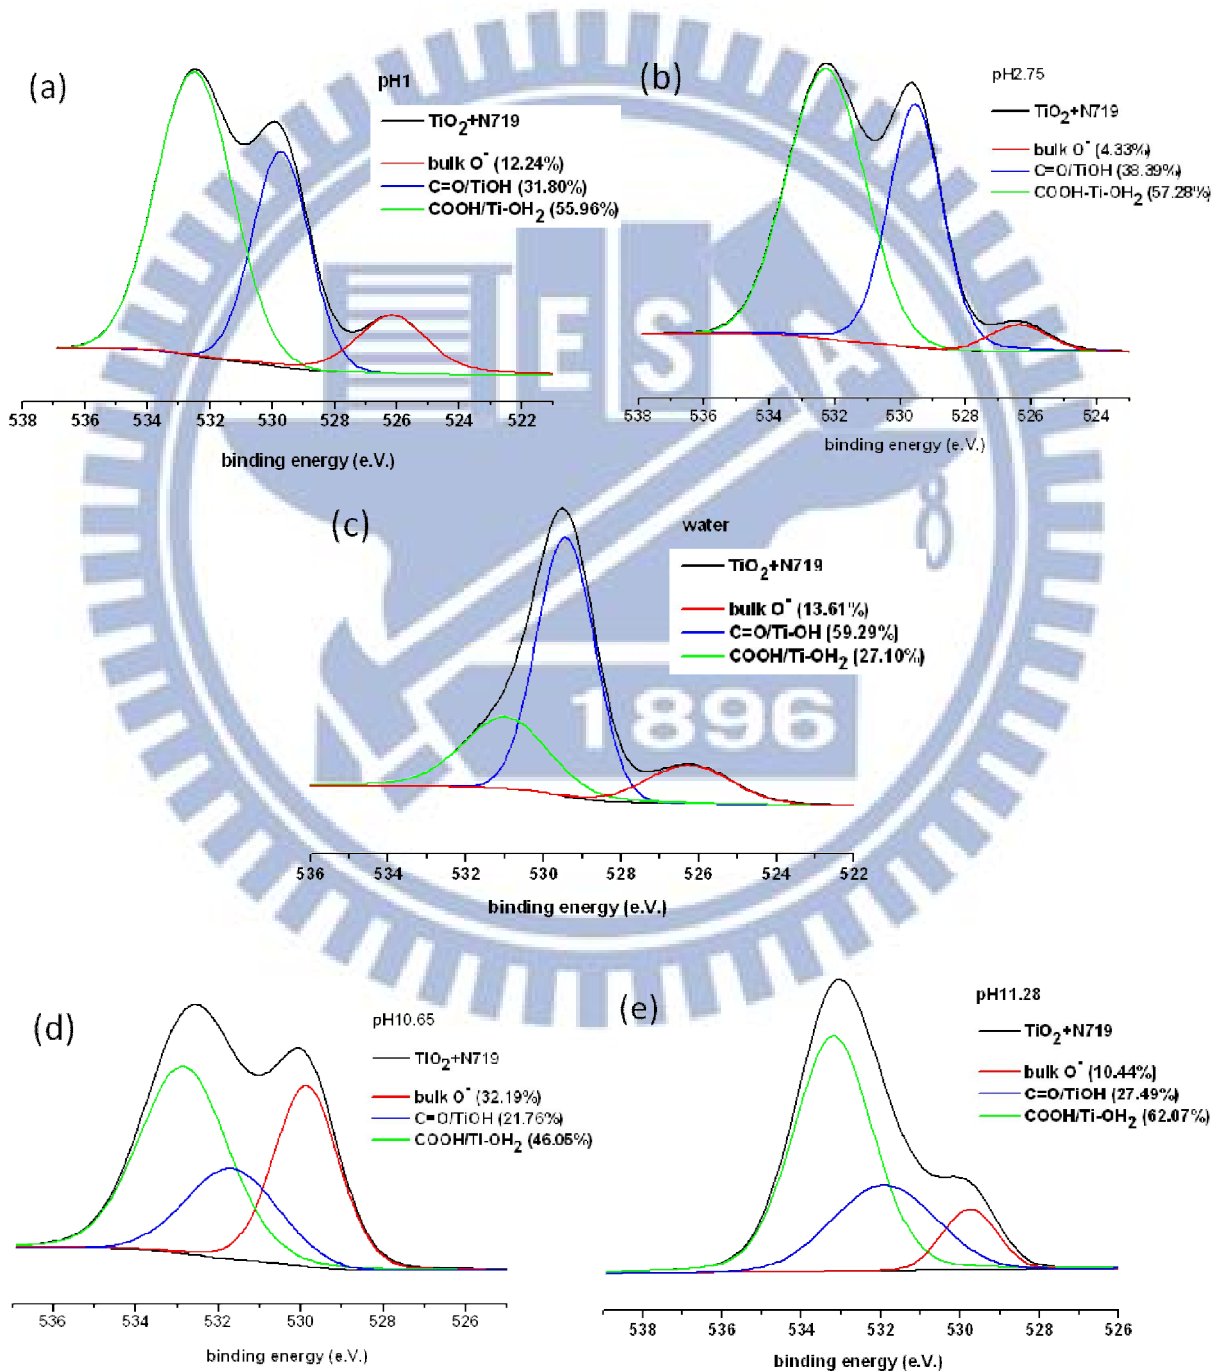 (a)
pH1
TiO2+N719
bulk O- (12.24%)
C=O/TiOH (31.80%)
COOH/Ti-OH2 (55.96%)
538 536 534 532 530 528 526 524 522
binding energy (e.V.)
(b)
pH2.75
TiO2+N719
bulk O- (4.33%)
C=O/TiOH (38.39%)
COOH-Ti-OH2 (57.28%)
538 536 534 532 530 528 526 524
binding energy (e.V.)
ESA
(c)
water
TiO2+N719
bulk O- (13.61%)
C=O/Ti-OH (59.29%)
COOH/Ti-OH2 (27.10%)
1896
536 534 532 530 528 526 524 522
binding energy (e.V.)
(d)
pH10.65
TiO2+N719
bulk O- (32.19%)
C=O/TiOH (21.76%)
COOH/Ti-OH2 (46.05%)
536 534 532 530 528 526
binding energy (e.V.)
(e)
pH11.28
TiO2+N719
bulk O- (10.44%)
C=O/TiOH (27.49%)
COOH/Ti-OH2 (62.07%)
538 536 534 532 530 528 526
binding energy (e.V.)